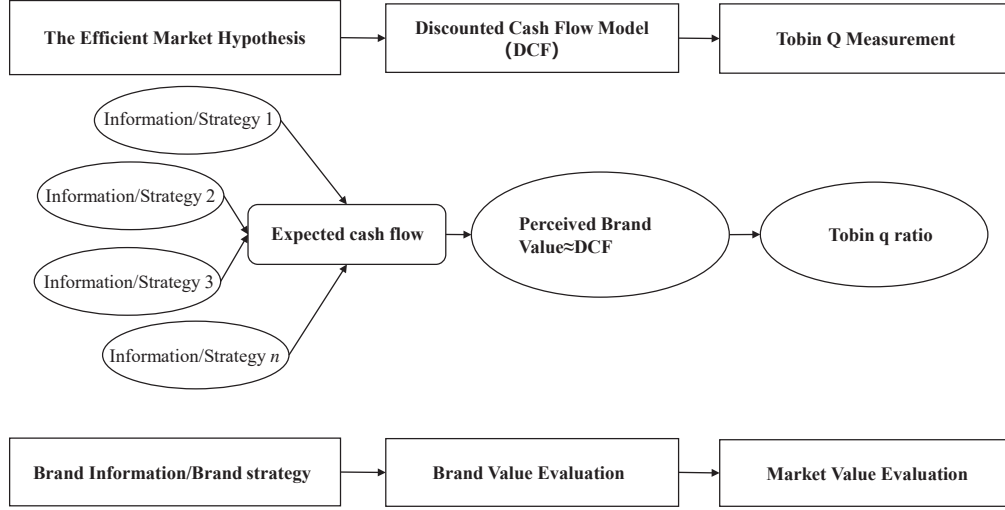 The Efficient Market Hypothesis
Discounted Cash Flow Model
(DCF)
Tobin Q Measurement
Information/Strategy 1
Information/Strategy 2
Information/Strategy 3
Information/Strategy n
Expected cash flow
Perceived Brand
Value≈DCF
Tobin q ratio
Brand Information/Brand strategy
Brand Value Evaluation
Market Value Evaluation